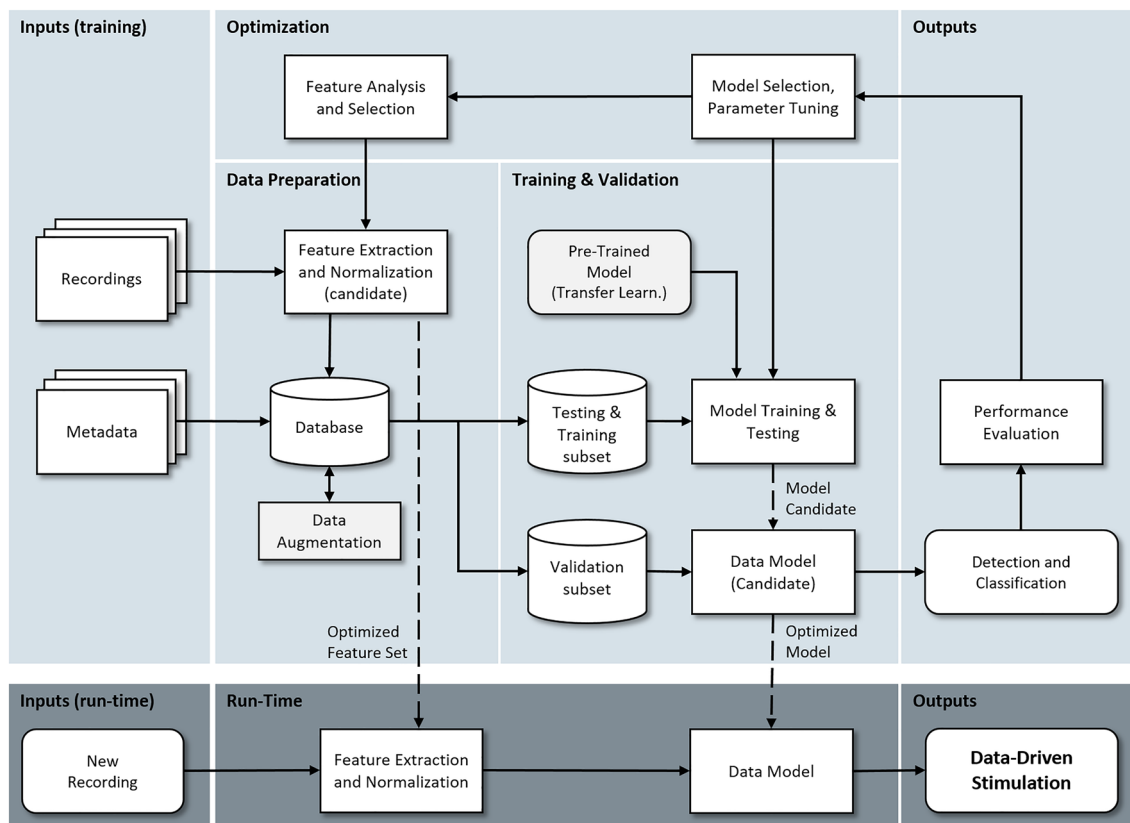 Inputs (training)
Optimization
Outputs
Feature Analysis
and Selection
Model Selection,
Parameter Tuning
Data Preparation
Training & Validation
Recordings
Feature Extraction
and Normalization
(candidate)
Pre-Trained
Model
(Transfer Learn.)
Metadata
Database
Testing &
Training
subset
Model Training &
Testing
Performance
Evaluation
Model
Candidate
Data
Augmentation
Validation
subset
Data Model
(Candidate)
Detection and
Classification
Optimized
Feature Set
Optimized
Model
Inputs (run-time)
Run-Time
Outputs
New
Recording
Feature Extraction
and Normalization
Data Model
Data-Driven
Stimulation